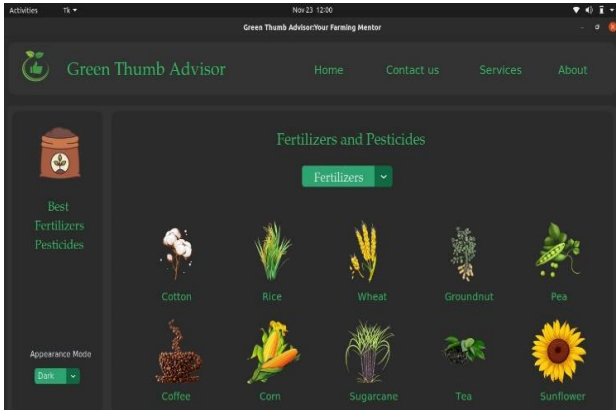 Activities Tk Nov 23 12:00
Green Thumb Advisor:Your Farming Mentor
Green Thumb Advisor Home Contact us Services About
Fertilizers and Pesticides
Fertilizers
Best
Fertilizers
Pesticides
Cotton Rice Wheat Groundnut Pea
Appearance Mode
Dark
Coffee Corn Sugarcane Tea Sunflower